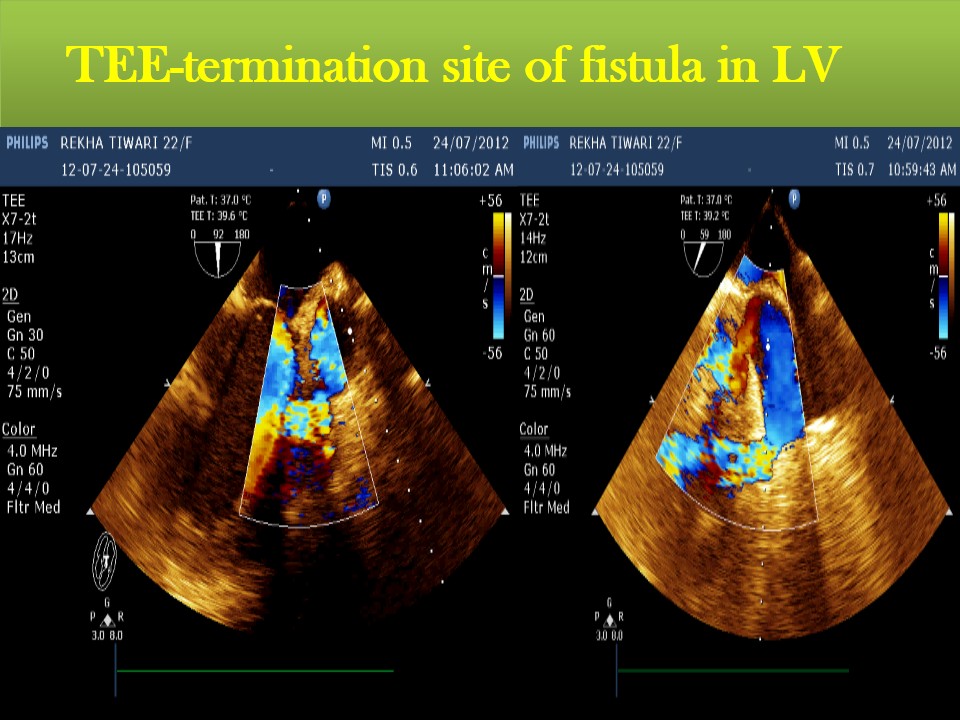 TEE-termination site of fistula in LV
PHILIPS REKHA TIWARI 22/F MI 0.5 24/07/2012
12-07-24-105059 - TIS 0.6 11:06:02 AM
TEE
X7-2t
17Hz
13cm
2D
Gen
Gn 30
C 50
4/2/0
75 mm/s
Color
4.0 MHz
Gn 60
4/4/0
Fltr Med
Pat. T: 37.0 °C
TEE T: 39.6 °C
0 92 180
P
+56
cm/s
-56
G
P R
3.0 8.0
PHILIPS REKHA TIWARI 22/F MI 0.5 24/07/2012
12-07-24-105059 - TIS 0.7 10:59:43 AM
TEE
X7-2t
14Hz
12cm
2D
Gen
Gn 60
C 50
4/2/0
75 mm/s
Color
4.0 MHz
Gn 60
4/4/0
Fltr Med
Pat. T: 37.0 °C
TEE T: 39.2 °C
0 59 180
P
+56
cm/s
-56
G
P R
3.0 8.0